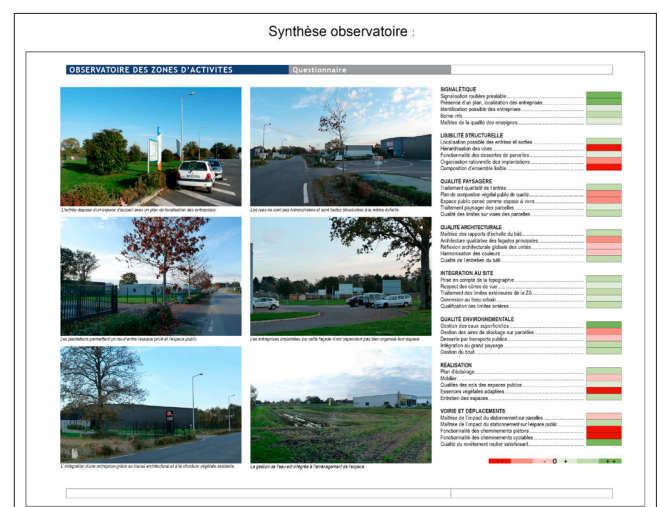 Synthèse observatoire :
OBSERVATOIRE DES ZONES D'ACTIVITES
Questionnaire
L'entrée dispose d'un espace d'accueil avec un plan de localisation des entreprises.
Les rues ne sont pas hiérarchisées et sont toutes structurées à la même échelle.
Les plantations permettent un recul entre l'espace privé et l'espace public.
Les entreprises implantées sur cette façade n'ont cependant pas bien organisé leur espace.
L'intégration d'une entreprise grâce au travail architectural et à la structure végétale existante.
La gestion de l'eau est intégrée à l'aménagement de l'espace.
SIGNALÉTIQUE
Signalisation routière préalable
Présence d'un plan, localisation des entreprises
Identification possible des entreprises
Borne info
Maîtrise de la qualité des enseignes
LISIBILITÉ STRUCTURELLE
Localisation possible des entrées et sorties
Hiérarchisation des voies
Fonctionnalité des dessertes de parcelles
Organisation rationnelle des implantations
Composition d'ensemble lisible
QUALITÉ PAYSAGÈRE
Traitement qualitatif de l'entrée
Plan de composition végétal public de qualité
Espace public pensé comme espace à vivre
Traitement paysager des parcelles
Qualité des limites sur voies des parcelles
QUALITÉ ARCHITECTURALE
Maîtrise des rapports d'échelle du bâti
Architecture qualitative des façades principales
Réflexion architecturale globale des unités
Harmonisation des couleurs
Qualité de l'entretien du bâti
INTÉGRATION AU SITE
Prise en compte de la topographie
Respect des cônes de vue
Traitement des limites extérieures de la ZA
Connexion au tissu urbain
Qualification des limites arrières
QUALITÉ ENVIRONNEMENTALE
Gestion des eaux superficielles
Gestion des aires de stockage sur parcelles
Desserte par transports publics
Intégration au grand paysage
Gestion du bruit
RÉALISATION
Plan d'éclairage
Mobilier
Qualités des sols des espaces publics
Essences végétales adaptées
Entretien des espaces
VOIRIE ET DÉPLACEMENTS
Maîtrise de l'impact du stationnement sur parcelles
Maîtrise de l'impact du stationnement sur l'espace public
Fonctionnalité des cheminements piétons
Fonctionnalité des cheminements cyclables
Qualité du revêtement routier satisfaisant
- - - 0 + + +